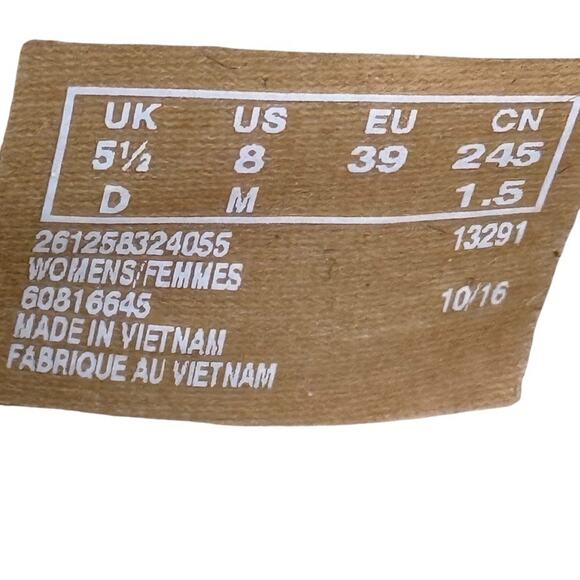 UK US EU CN
5½ 8 39 245
D M 1.5
261258324055 13291
WOMENS/FEMMES
60816645 10/16
MADE IN VIETNAM
FABRIQUE AU VIETNAM